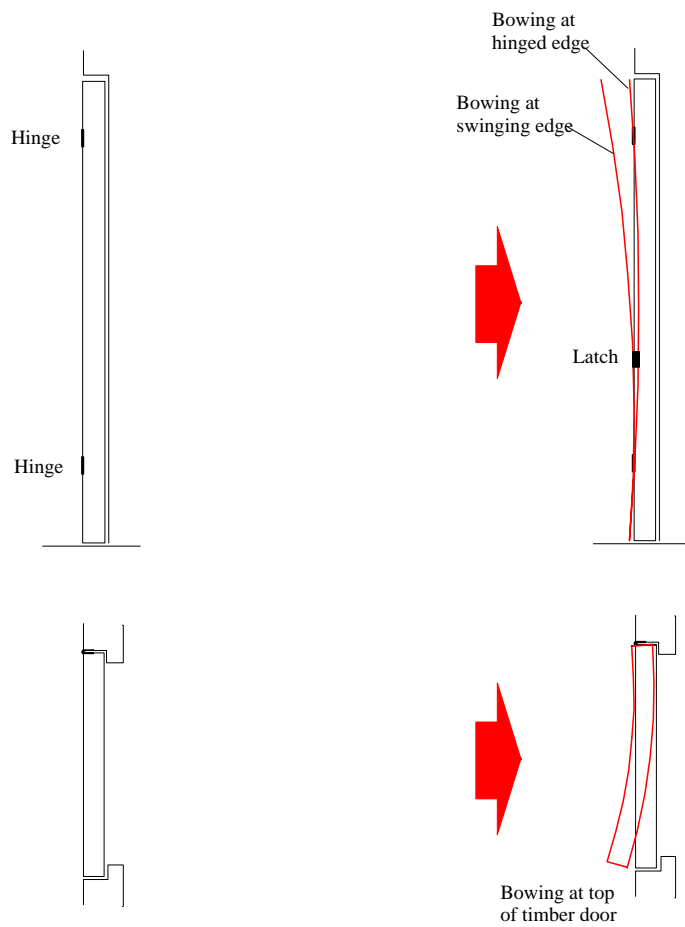 Bowing at
hinged edge
Bowing at
swinging edge
Hinge
Latch
Hinge
Bowing at top
of timber door